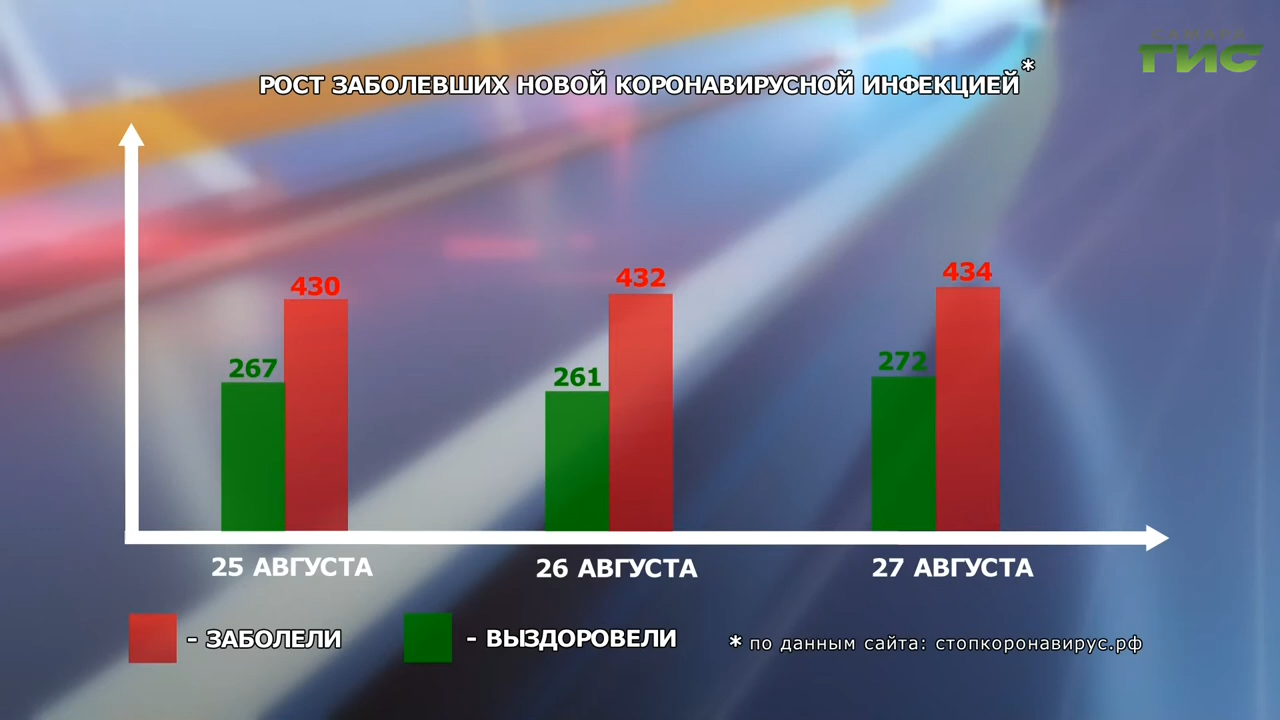 САМАРА
ГИС
РОСТ ЗАБОЛЕВШИХ НОВОЙ КОРОНАВИРУСНОЙ ИНФЕКЦИЕЙ*
430
432
434
267
261
272
25 АВГУСТА
26 АВГУСТА
27 АВГУСТА
- ЗАБОЛЕЛИ
- ВЫЗДОРОВЕЛИ
* по данным сайта: стопкоронавирус.рф